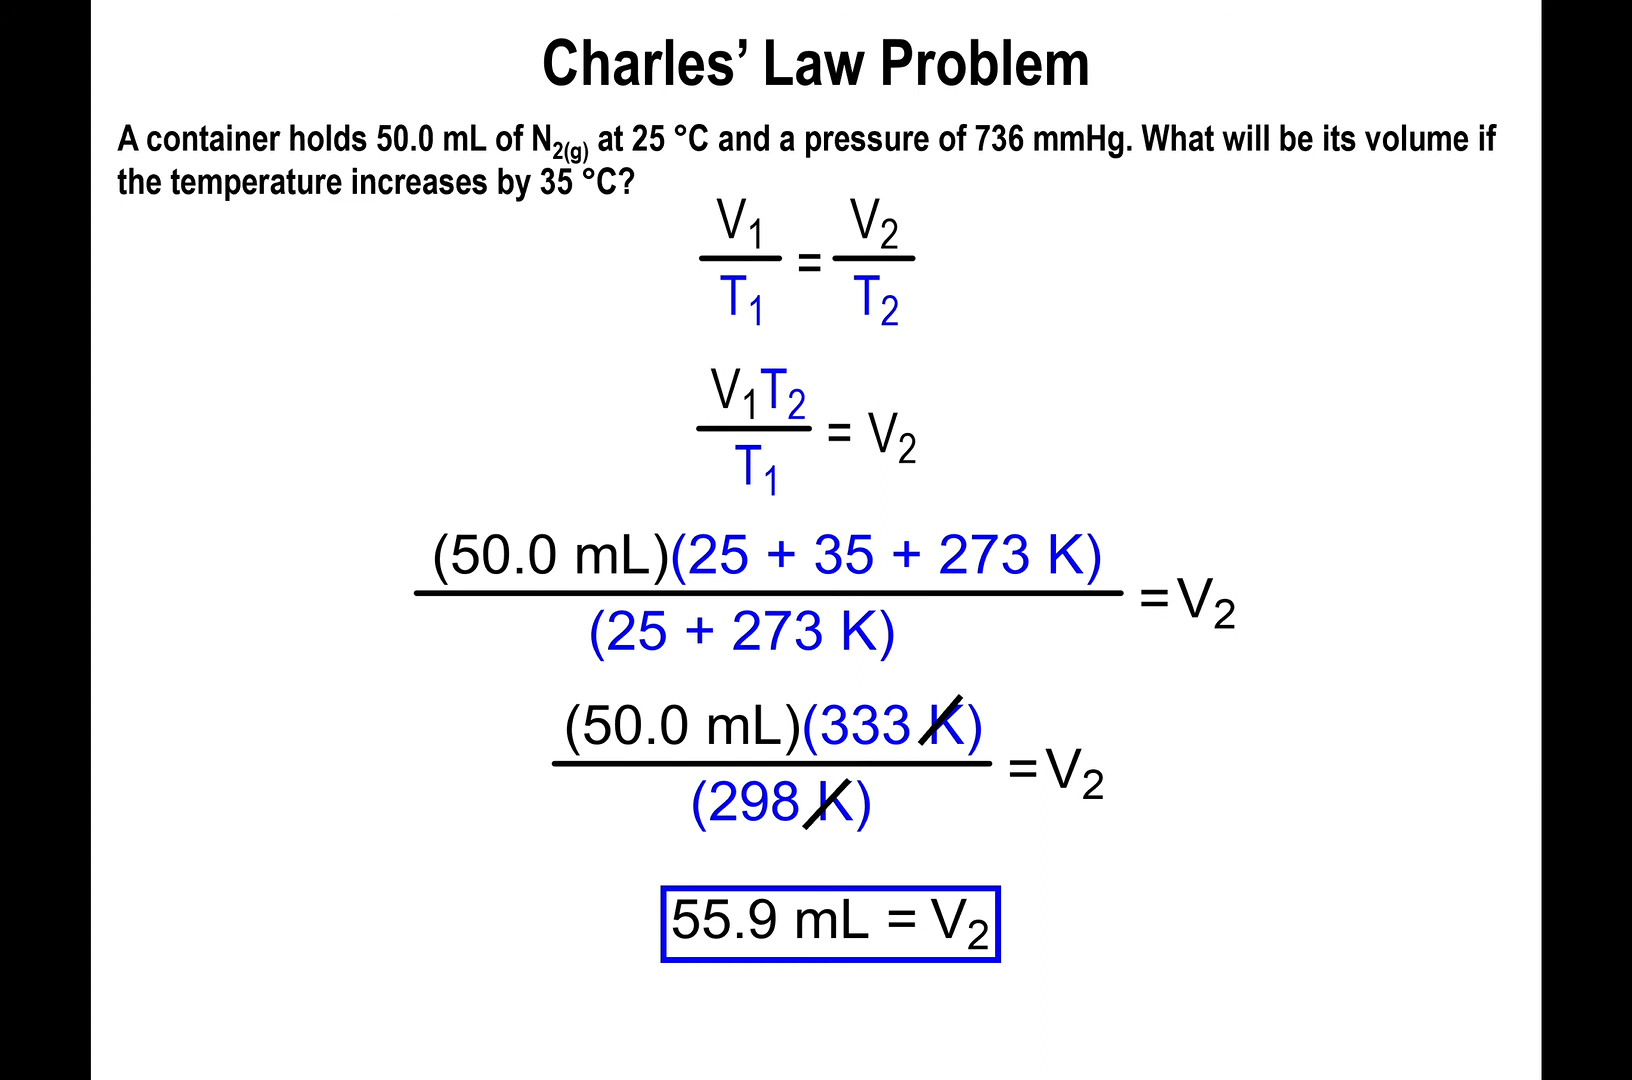 Charles’ Law Problem
A container holds 50.0 mL of N2(g) at 25 °C and a pressure of 736 mmHg. What will be its volume if
the temperature increases by 35 °C?
V1 / T1 = V2 / T2
V1T2 / T1 = V2
(50.0 mL)(25 + 35 + 273 K) / (25 + 273 K) = V2
(50.0 mL)(333 K) / (298 K) = V2
55.9 mL = V2